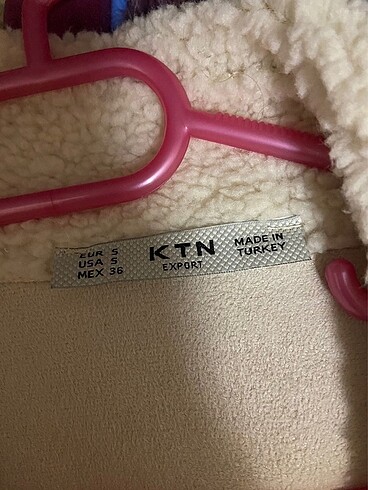 EUR S
USA S
MEX 36
KTN
EXPORT
MADE IN
TURKEY